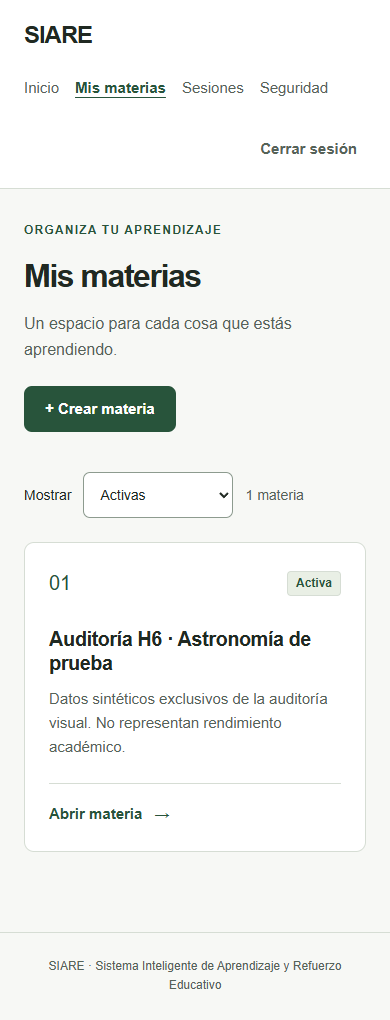 SIARE
Inicio Mis materias Sesiones Seguridad
Cerrar sesión
ORGANIZA TU APRENDIZAJE
Mis materias
Un espacio para cada cosa que estás
aprendiendo.
+ Crear materia
Mostrar Activas 1 materia
01 Activa
Auditoría H6 · Astronomía de
prueba
Datos sintéticos exclusivos de la auditoría
visual. No representan rendimiento
académico.
Abrir materia →
SIARE · Sistema Inteligente de Aprendizaje y Refuerzo
Educativo